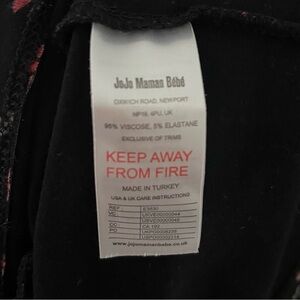 JoJo Maman Bébé
OXWICH ROAD, NEWPORT
NP19, 4PU, UK
95% VISCOSE, 5% ELASTANE
EXCLUSIVE OF TRIMS
KEEP AWAY
FROM FIRE
MADE IN TURKEY
USA & UK CARE INSTRUCTIONS
REF
www.jojomamanbebe.co.uk